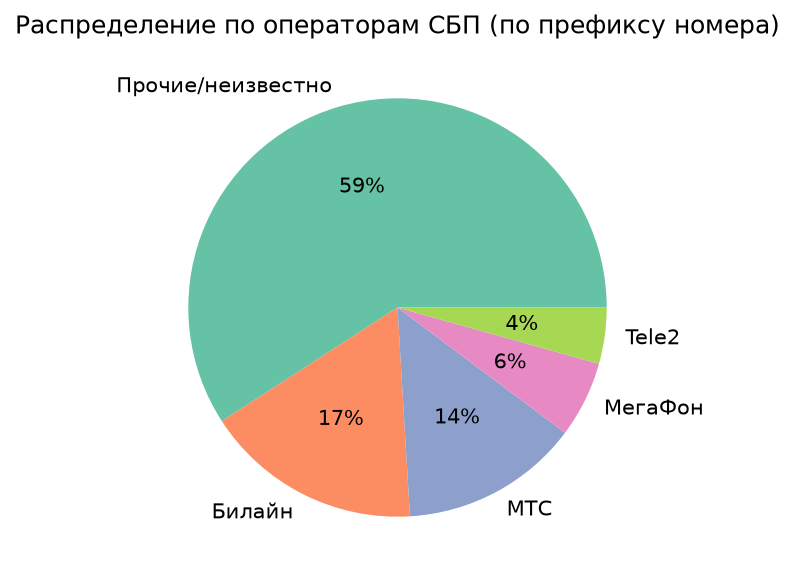 Распределение по операторам СБП (по префиксу номера)
Прочие/неизвестно
59%
4%
Tele2
6%
МегаФон
17%
14%
Билайн
МТС